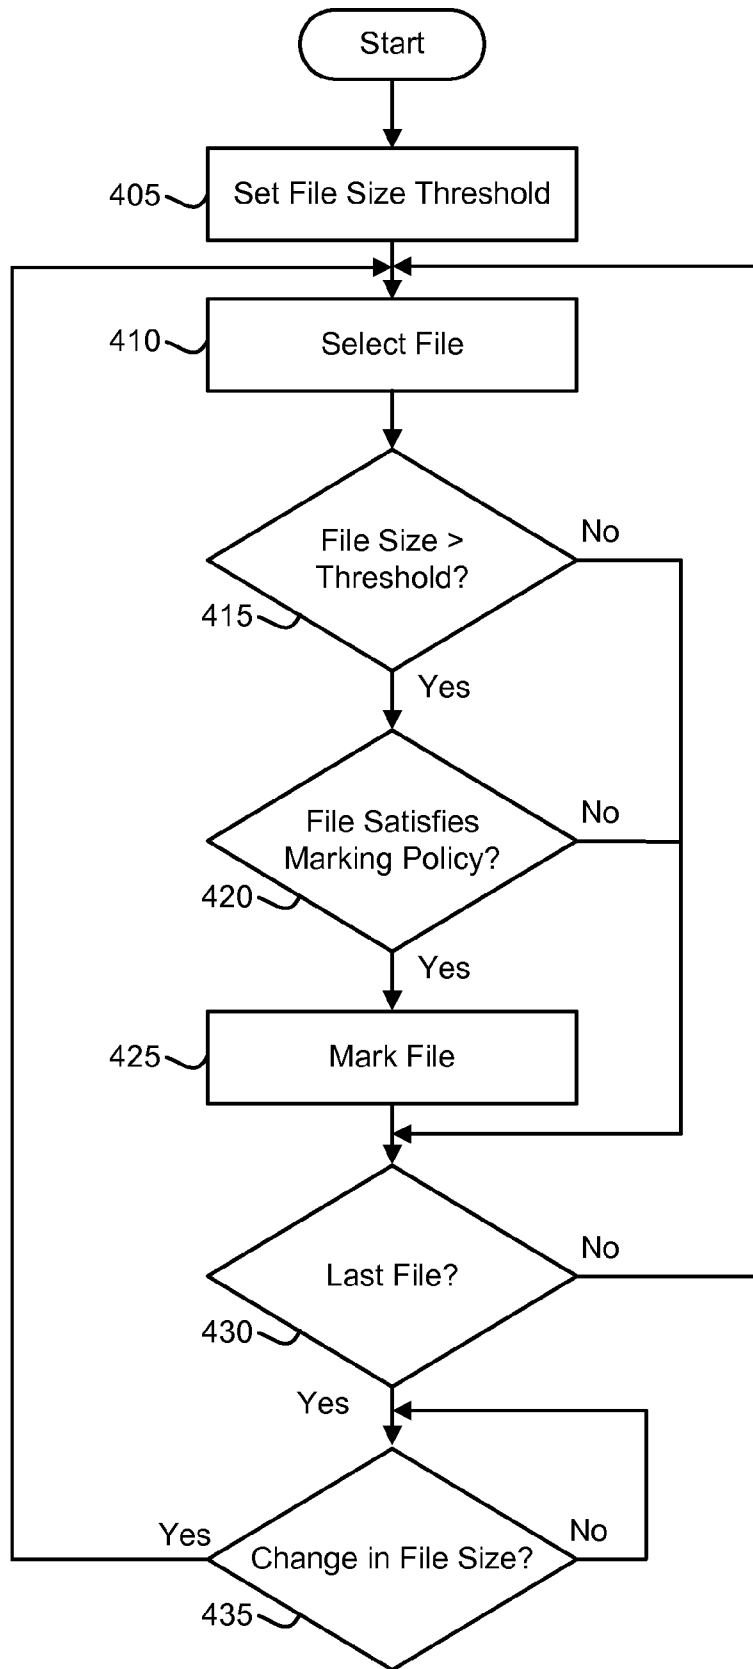 Start
405
Set File Size Threshold
410
Select File
File Size >
Threshold?
No
415
Yes
File Satisfies
Marking Policy?
No
420
Yes
425
Mark File
Last File?
No
430
Yes
Yes
Change in File Size?
No
435